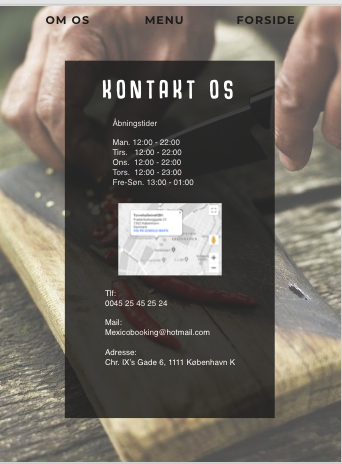 OM OS MENU FORSIDE
KONTAKT OS
Åbningstider
Man. 12:00 - 22:00
Tirs. 12:00 - 22:00
Ons. 12:00 - 22:00
Tors. 12:00 - 23:00
Fre-Søn. 13:00 - 01:00
Tlf:
0045 25 45 25 24
Mail:
Mexicobooking@hotmail.com
Adresse:
Chr. IX's Gade 6, 1111 København K